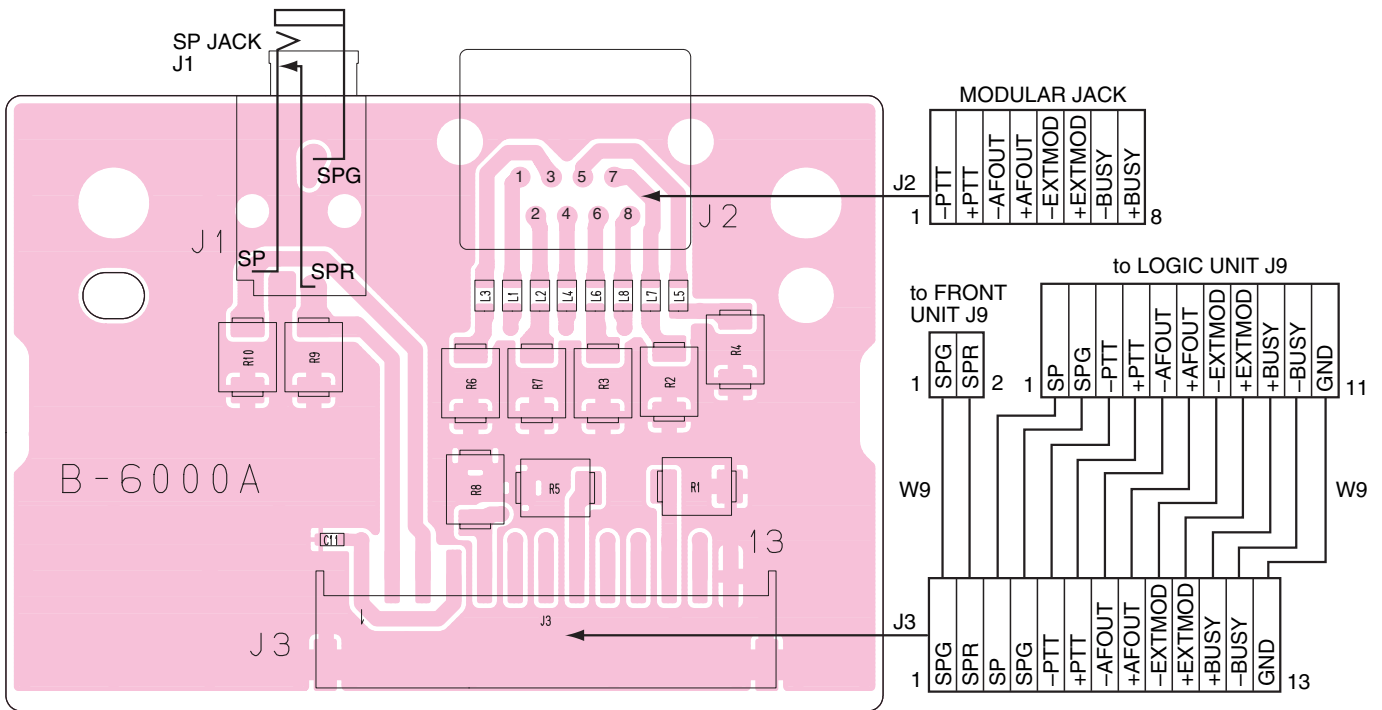 SP JACK
J1
SPG
SP
SPR
J1
1
3
5
7
2
4
6
8
J2
L3
L1
L2
L4
L6
L8
L7
L5
R10
R9
R6
R7
R3
R2
R4
B-6000A
R8
R5
R1
C11
13
1
J3
J3
MODULAR JACK
J2
1
−PTT
+PTT
−AFOUT
+AFOUT
−EXTMOD
+EXTMOD
−BUSY
+BUSY
8
to FRONT
UNIT J9
1
SPG
SPR
2
to LOGIC UNIT J9
1
SP
SPG
−PTT
+PTT
−AFOUT
+AFOUT
−EXTMOD
+EXTMOD
+BUSY
−BUSY
GND
11
W9
W9
J3
1
SPG
SPR
SP
SPG
−PTT
+PTT
−AFOUT
+AFOUT
−EXTMOD
+EXTMOD
+BUSY
−BUSY
GND
13